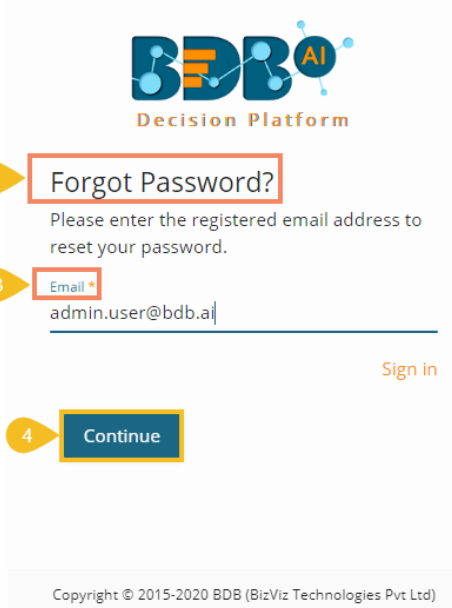 BDB AI
Decision Platform
Forgot Password?
Please enter the registered email address to
reset your password.
3
Email *
admin.user@bdb.ai
Sign in
4
Continue
Copyright © 2015-2020 BDB (BizViz Technologies Pvt Ltd)